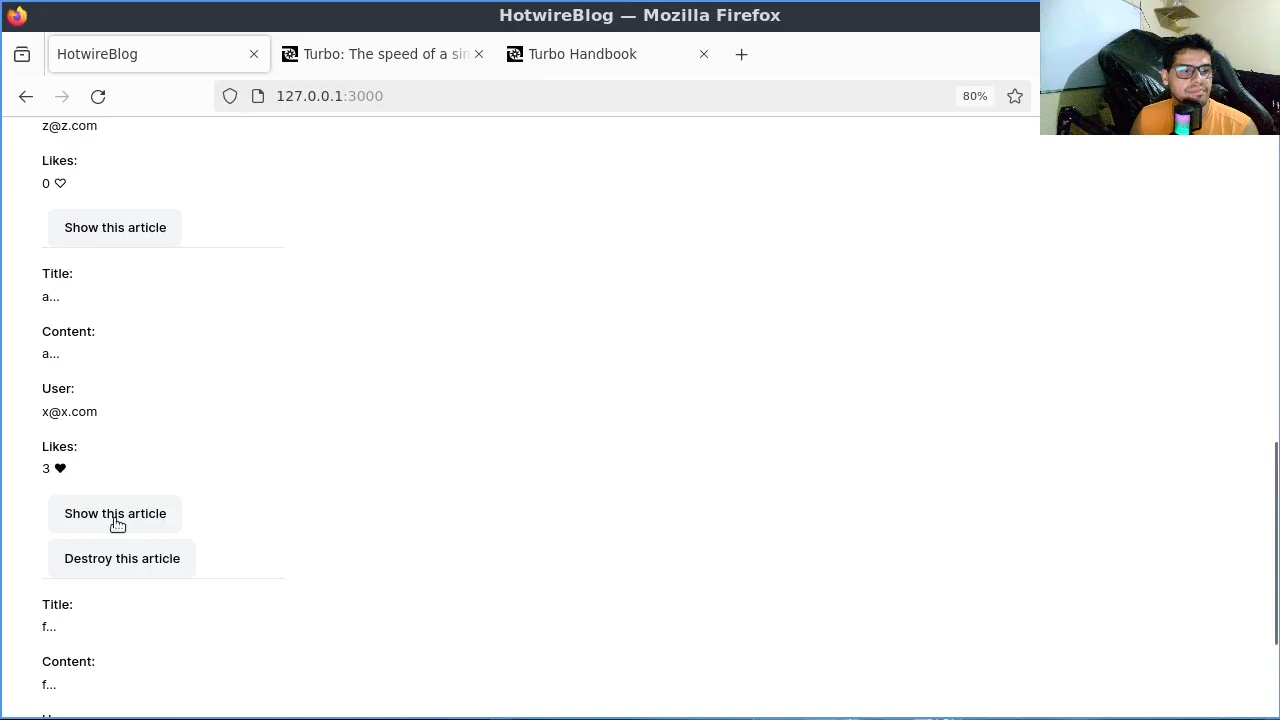 HotwireBlog — Mozilla Firefox
HotwireBlog
Turbo: The speed of a sin
Turbo Handbook
127.0.0.1:3000
80%
z@z.com
Likes:
0 ♡
Show this article
Title:
a...
Content:
a...
User:
x@x.com
Likes:
3 ♥
Show this article
Destroy this article
Title:
f...
Content:
f...